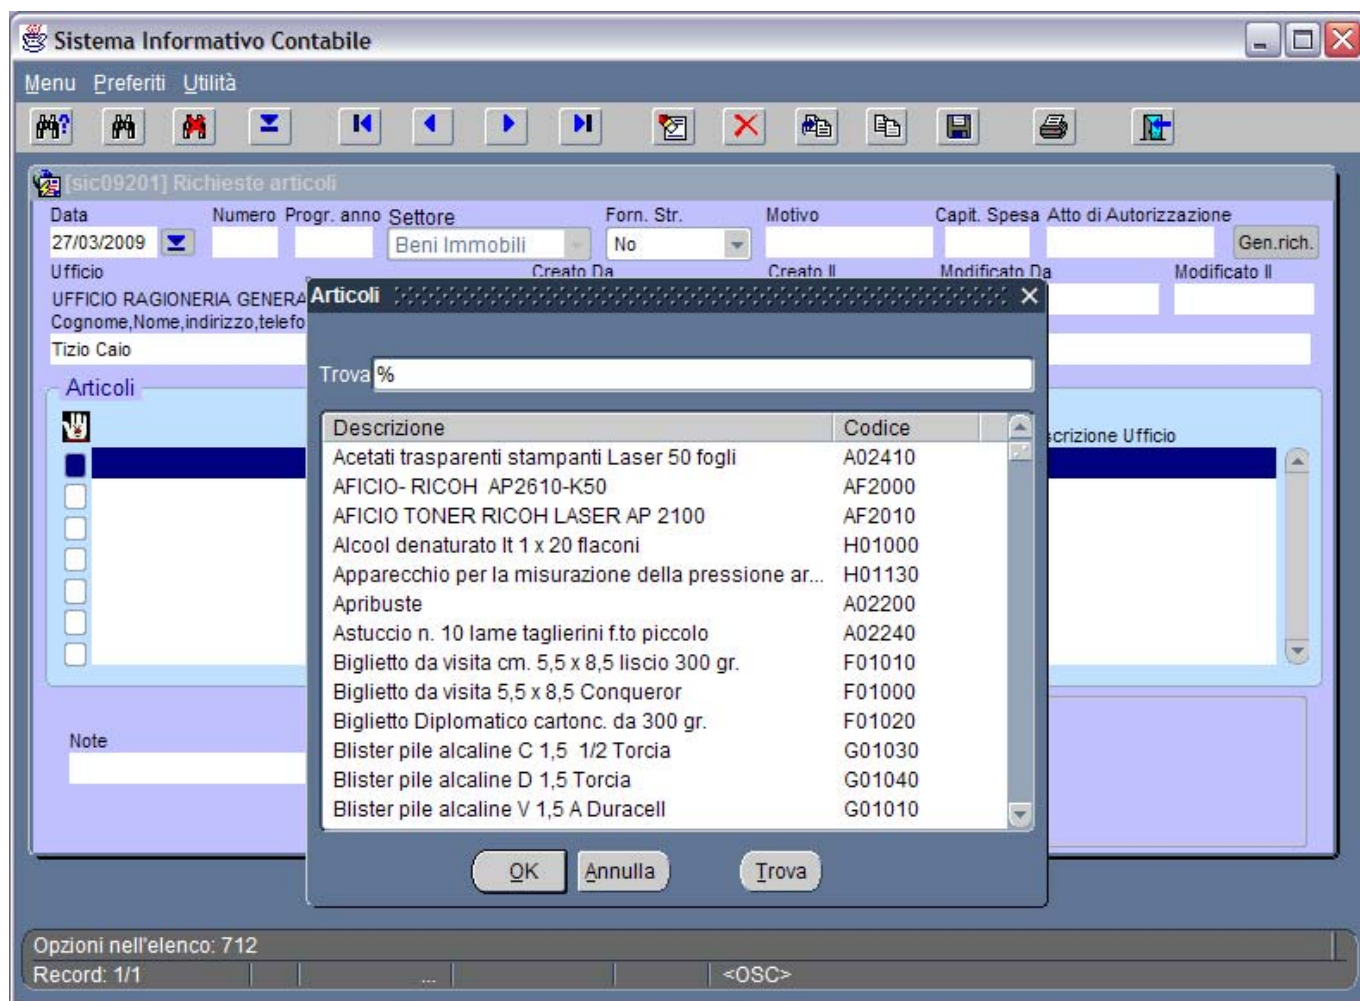 Sistema Informativo Contabile
Menu Preferiti Utilità
[sic09201] Richieste articoli
Data Numero Progr. anno Settore Forn. Str. Motivo Capit. Spesa Atto di Autorizzazione
27/03/2009 Beni Immobili No Gen.rich.
Ufficio Creato Da Creato Il Modificato Da Modificato Il
UFFICIO RAGIONERIA GENERA
Cognome,Nome,indirizzo,telefo
Tizio Caio
Articoli
Trova %
Articoli
Descrizione Codice
crizione Ufficio
Acetati trasparenti stampanti Laser 50 fogli A02410
AFICIO- RICOH AP2610-K50 AF2000
AFICIO TONER RICOH LASER AP 2100 AF2010
Alcool denaturato lt 1 x 20 flaconi H01000
Apparecchio per la misurazione della pressione ar... H01130
Apribuste A02200
Astuccio n. 10 lame taglierini f.to piccolo A02240
Biglietto da visita cm. 5,5 x 8,5 liscio 300 gr. F01010
Biglietto da visita 5,5 x 8,5 Conqueror F01000
Biglietto Diplomatico cartonc. da 300 gr. F01020
Blister pile alcaline C 1,5 1/2 Torcia G01030
Blister pile alcaline D 1,5 Torcia G01040
Blister pile alcaline V 1,5 A Duracell G01010
Note
OK Annulla Trova
Opzioni nell'elenco: 712
Record: 1/1 ... <OSC>